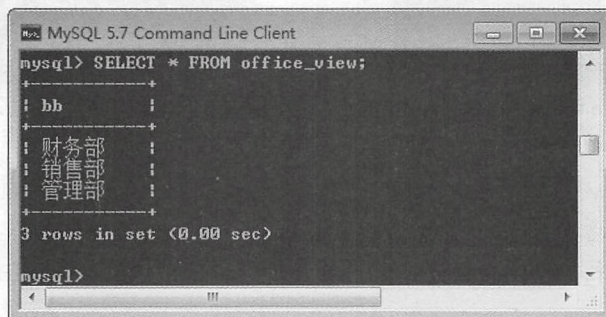 MySQL 5.7 Command Line Client
mysql> SELECT * FROM office_view;
+------------+
| bb         |
+------------+
| 财务部     |
| 销售部     |
| 管理部     |
+------------+
3 rows in set (0.00 sec)
mysql>